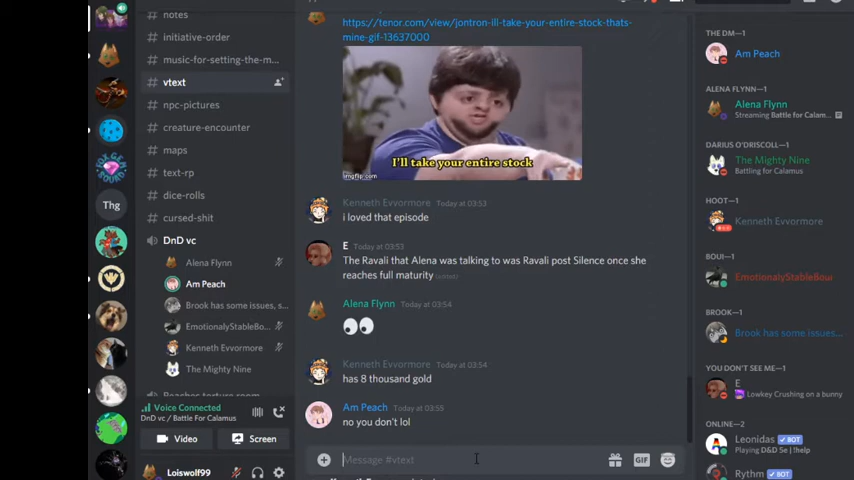 # notes
# initiative-order
# music-for-setting-the-m...
# vtext
# npc-pictures
# creature-encounter
# maps
# text-rp
# dice-rolls
# cursed-shit
DnD vc
Alena Flynn
Am Peach
Brook has some issues, s...
EmotionalyStableBo...
Kenneth Evvormore
The Mighty Nine
Thg
Voice Connected
DnD vc / Battle For Calamus
Video
Screen
Loiswolf99
https://tenor.com/view/jontron-ill-take-your-entire-stock-thats-
mine-gif-13637000
I'll take your entire stock
imgflip.com
Kenneth Evvormore Today at 03:53
i loved that episode
E Today at 03:53
The Ravali that Alena was talking to was Ravali post Silence once she
reaches full maturity (edited)
Alena Flynn Today at 03:54
Kenneth Evvormore Today at 03:54
has 8 thousand gold
Am Peach Today at 03:55
no you don't lol
Message #vtext
GIF
THE DM—1
Am Peach
ALENA FLYNN—1
Alena Flynn
Streaming Battle for Calam...
DARIUS O'DRISCOLL—1
The Mighty Nine
Battling for Calamus
HOOT—1
Kenneth Evvormore
BOUI—1
EmotionalyStableBoui
BROOK—1
Brook has some issues...
YOU DON'T SEE ME—1
E
Lowkey Crushing on a bunny
ONLINE—2
Leonidas BOT
Playing D&D 5e | !help
Rythm BOT